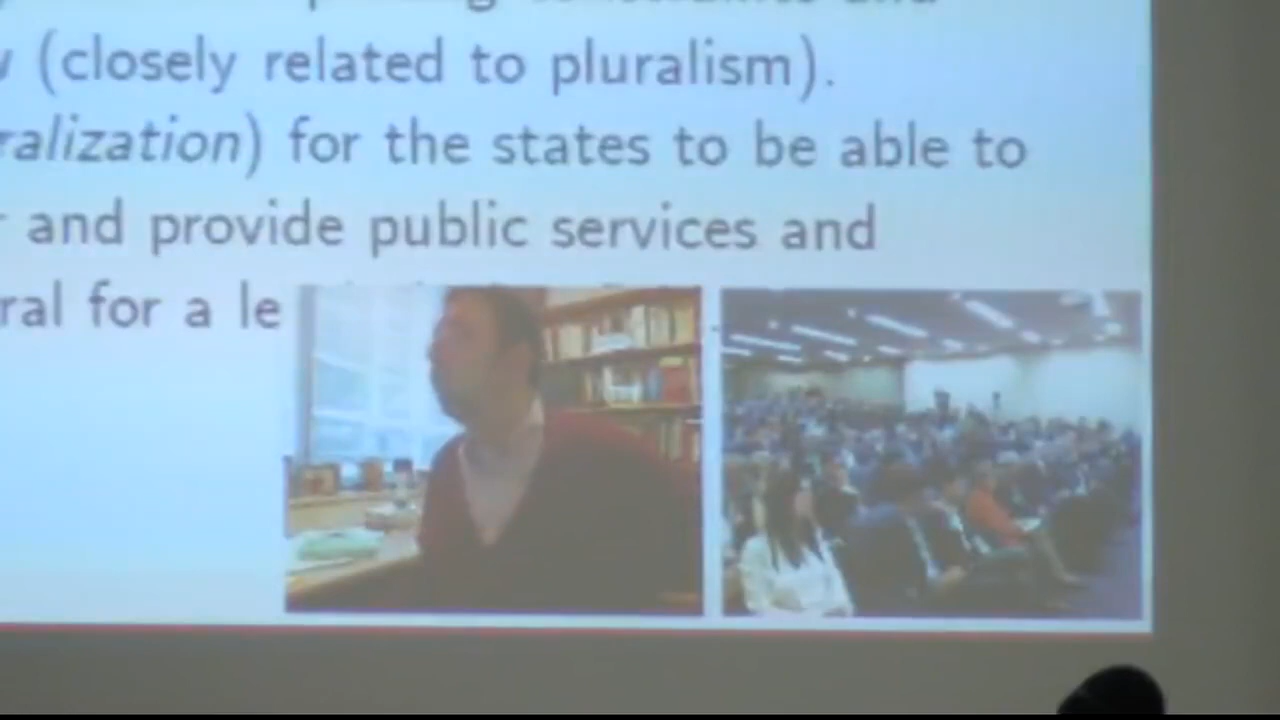 (closely related to pluralism).
ralization) for the states to be able to
and provide public services and
ral for a le